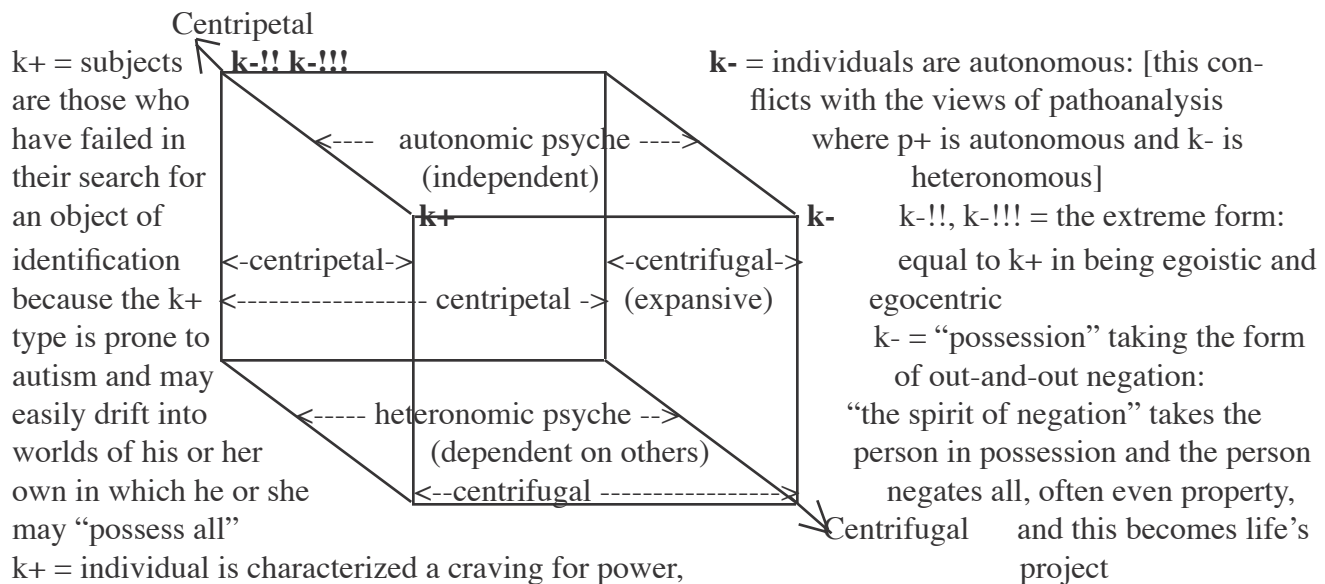 Centripetal
k+ = subjects k-!! k-!!! k- = individuals are autonomous: [this con-
are those who flicts with the views of pathoanalysis
have failed in <---- autonomic psyche ----> where p+ is autonomous and k- is
their search for (independent) heteronomous]
an object of k+ k- k-!!, k-!!! = the extreme form:
identification <-centripetal-> <-centrifugal-> equal to k+ in being egoistic and
because the k+ <------------------ centripetal -> (expansive) egocentric
type is prone to k- = “possession” taking the form
autism and may of out-and-out negation:
easily drift into <----- heteronomic psyche --> “the spirit of negation” takes the
worlds of his or her (dependent on others) person in possession and the person
own in which he or she <--centrifugal ----------------> negates all, often even property,
may “possess all” Centrifugal and this becomes life’s
k+ = individual is characterized a craving for power, project